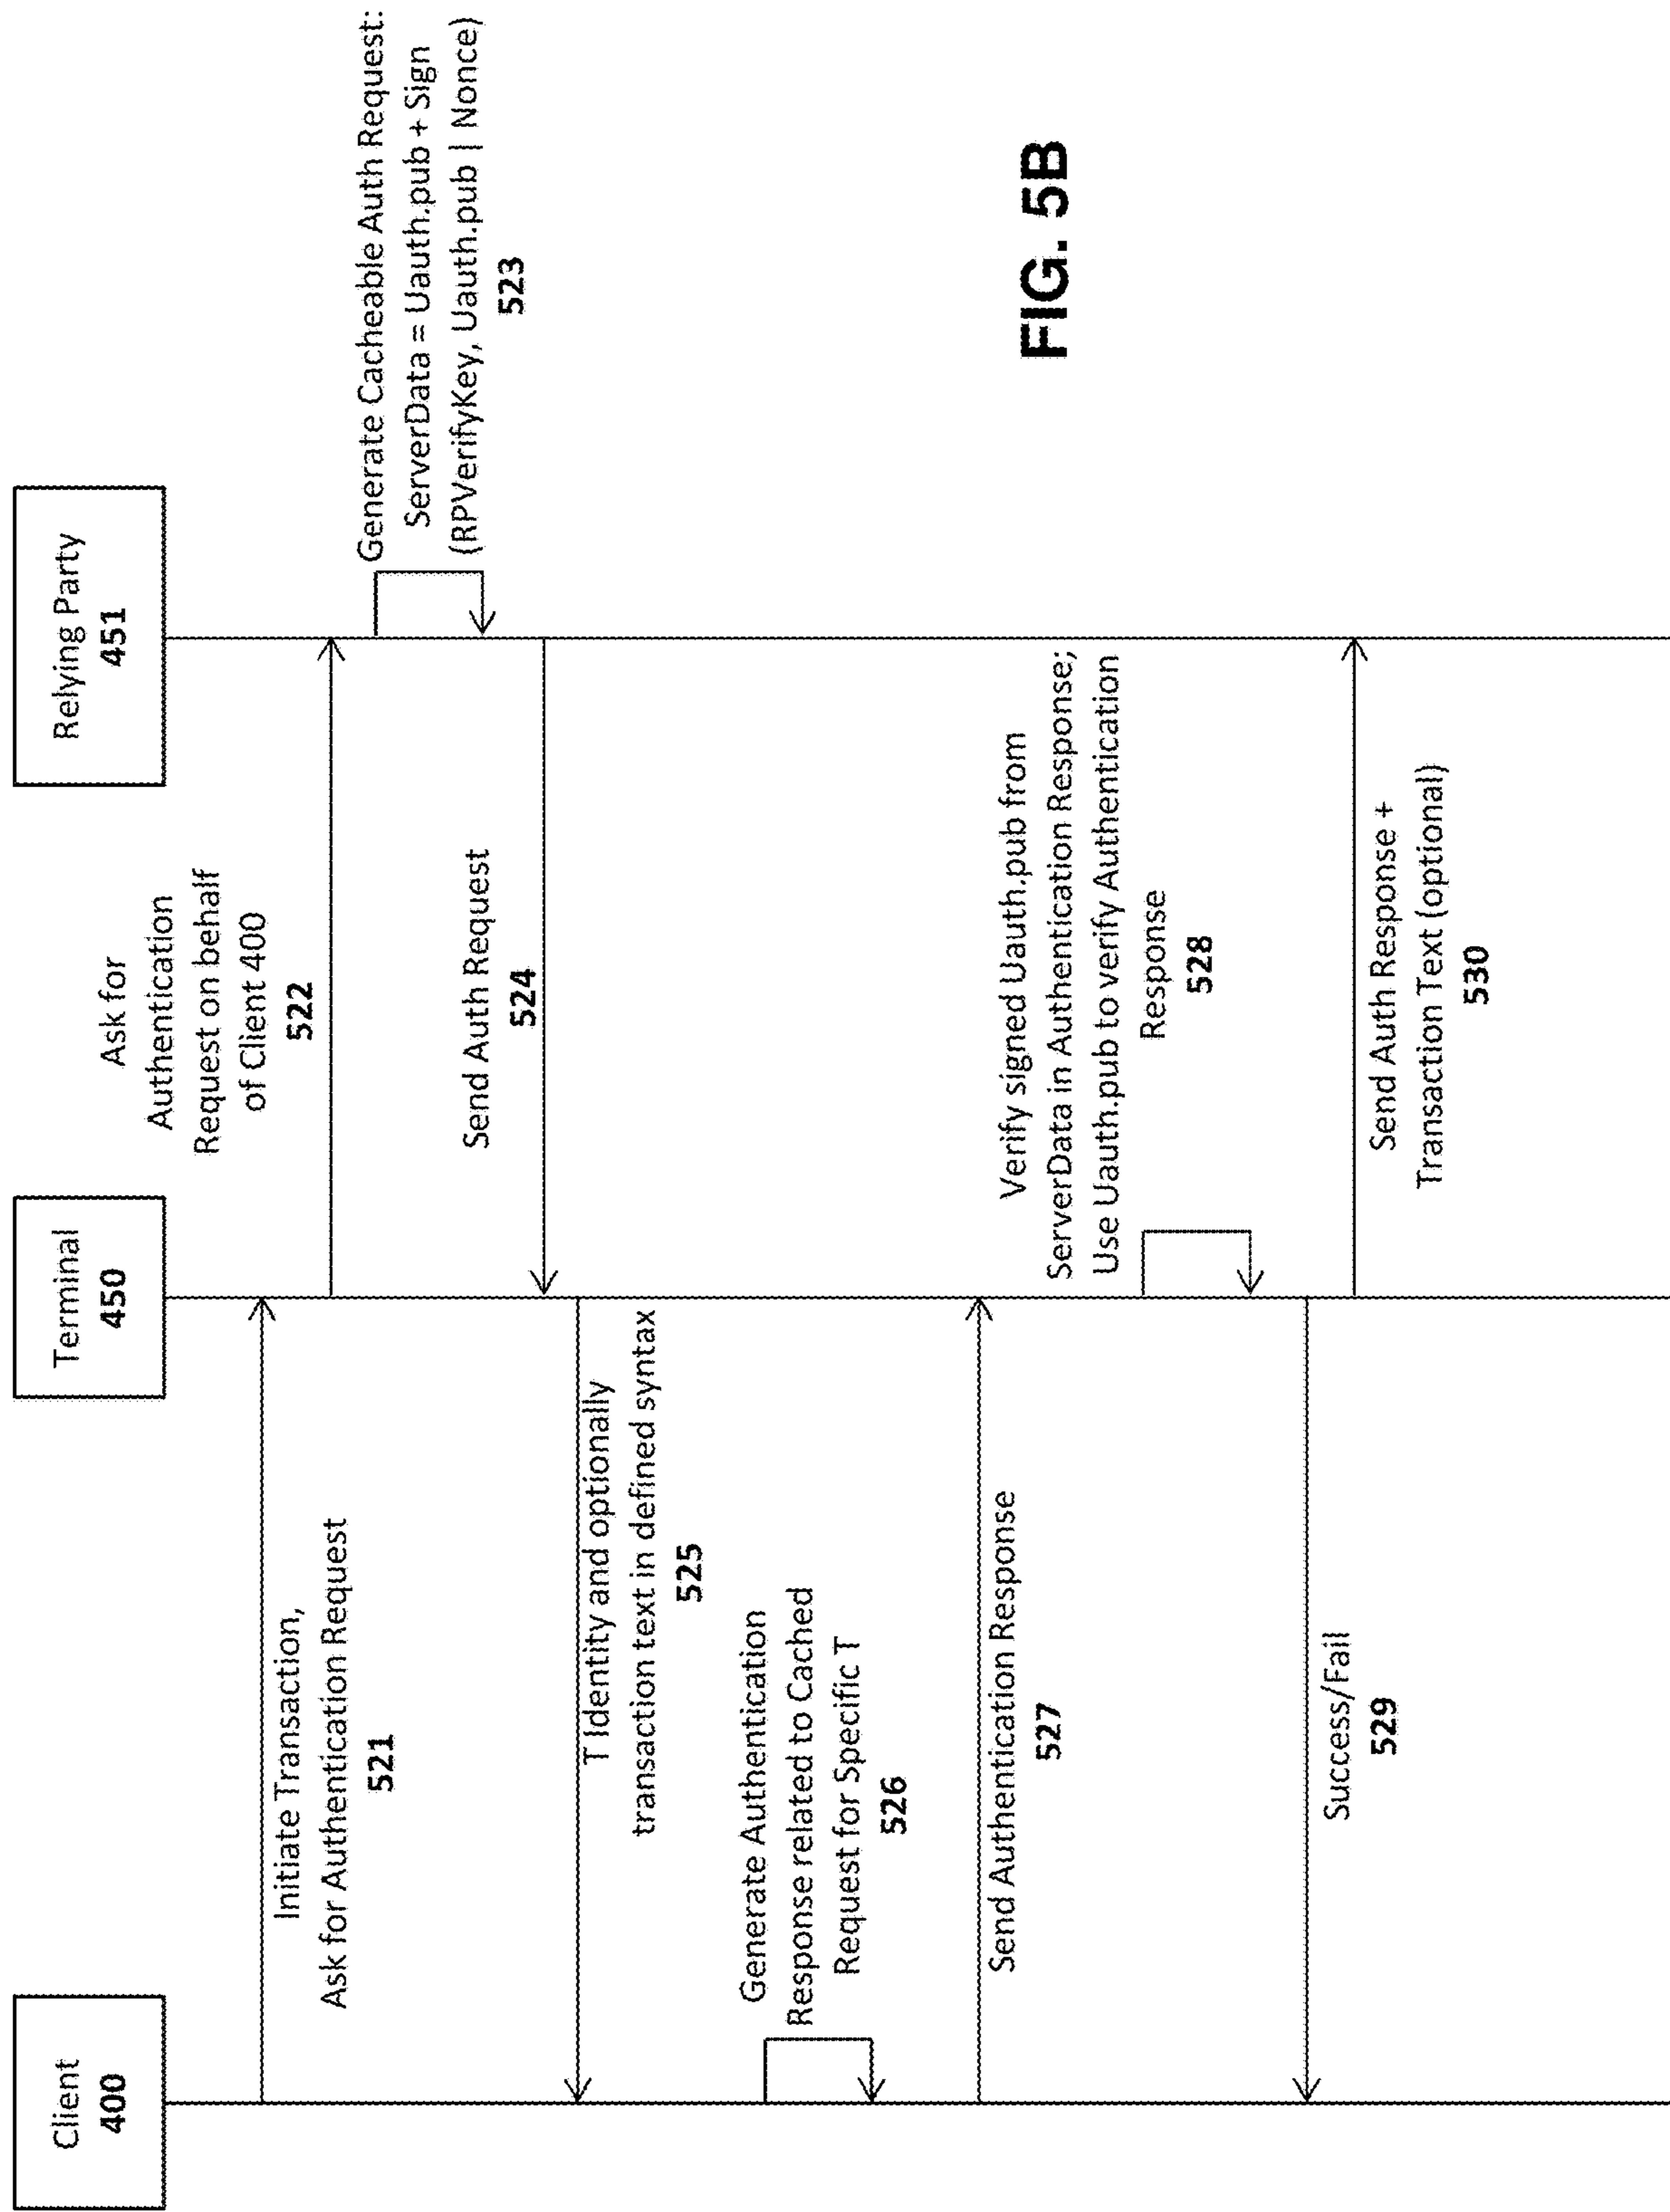 Client
400
Terminal
450
Relying Party
451
Initiate Transaction,
Ask for Authentication Request
521
Ask for
Authentication
Request on behalf
of Client 400
522
Generate Cacheable Auth Request:
ServerData = Uauth.pub + Sign
(RPVerifyKey, Uauth.pub | Nonce)
523
Send Auth Request
524
T Identity and optionally
transaction text in defined syntax
525
Generate Authentication
Response related to Cached
Request for Specific T
526
Send Authentication Response
527
Verify signed Uauth.pub from
ServerData in Authentication Response;
Use Uauth.pub to verify Authentication
Response
528
Success/Fail
529
Send Auth Response +
Transaction Text (optional)
530
FIG. 5B